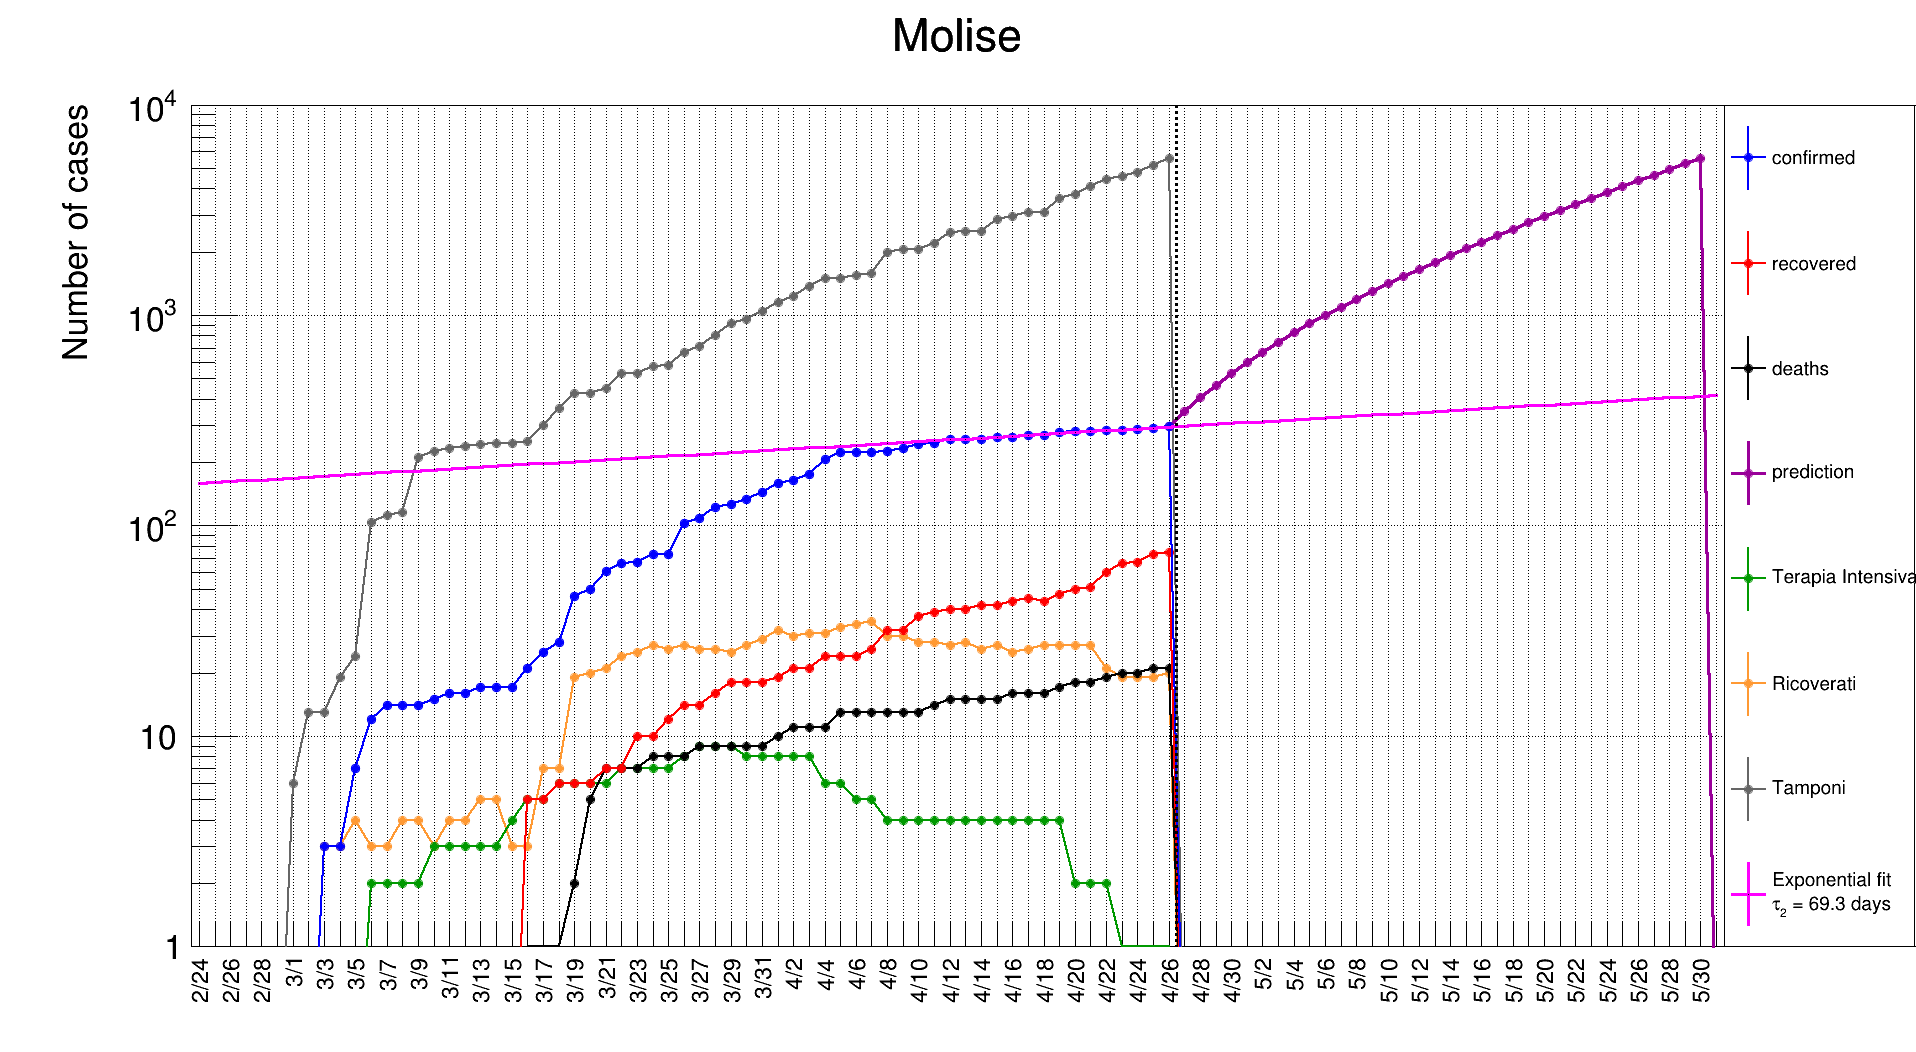 Molise
Number of cases
10^4
10^3
10^2
10
1
2/24 2/26 2/28 3/1 3/3 3/5 3/7 3/9 3/11 3/13 3/15 3/17 3/19 3/21 3/23 3/25 3/27 3/29 3/31 4/2 4/4 4/6 4/8 4/10 4/12 4/14 4/16 4/18 4/20 4/22 4/24 4/26 4/28 4/30 5/2 5/4 5/6 5/8 5/10 5/12 5/14 5/16 5/18 5/20 5/22 5/24 5/26 5/28 5/30
confirmed
recovered
deaths
prediction
Terapia Intensiva
Ricoverati
Tamponi
Exponential fit
τ₂ = 69.3 days